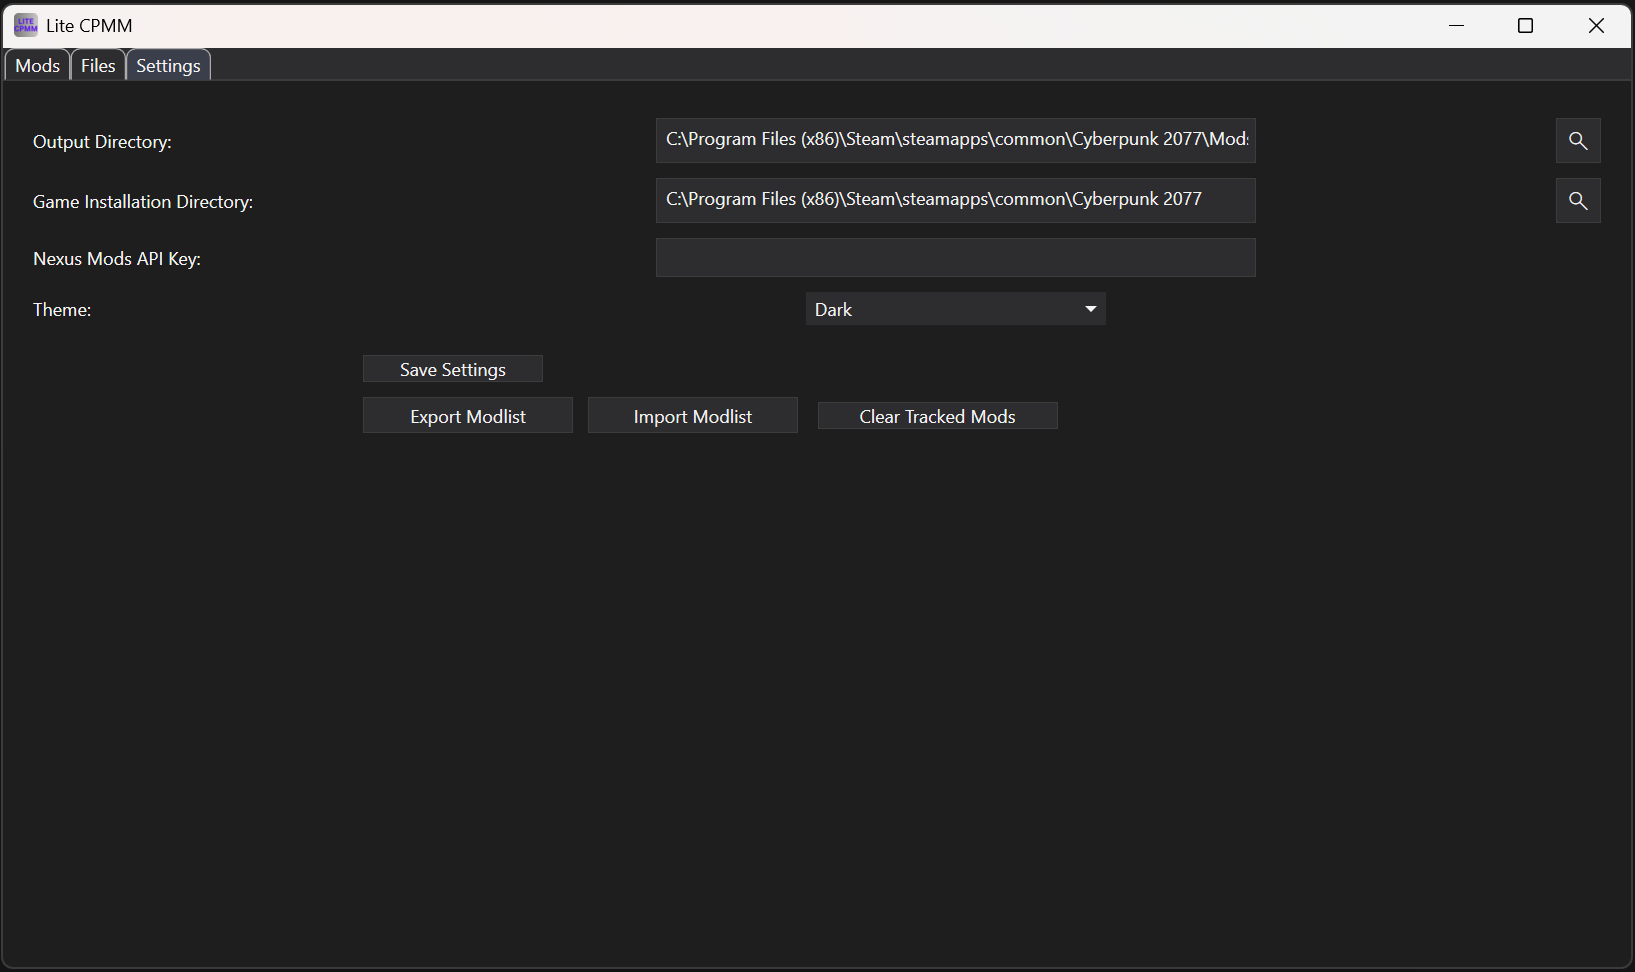 LITE
CPMM
Lite CPMM
Mods Files Settings
Output Directory: C:\Program Files (x86)\Steam\steamapps\common\Cyberpunk 2077\Mods
Game Installation Directory: C:\Program Files (x86)\Steam\steamapps\common\Cyberpunk 2077
Nexus Mods API Key:
Theme: Dark
Save Settings
Export Modlist Import Modlist Clear Tracked Mods